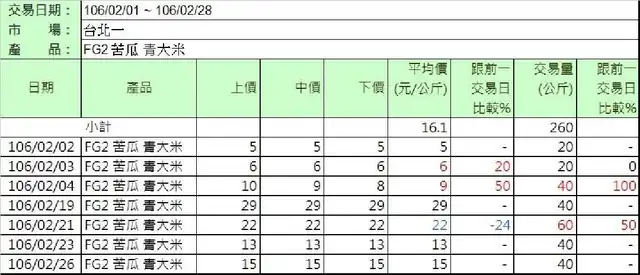 交易日期： 106/02/01 ~ 106/02/28
市　　場： 台北一
產　　品： FG2 苦瓜 青大米
日期 產品 上價 中價 下價 平均價(元/公斤) 跟前一交易日比較% 交易量(公斤) 跟前一交易日比較%
小計 16.1 260
106/02/02 FG2 苦瓜 青大米 5 5 5 5 - 20 -
106/02/03 FG2 苦瓜 青大米 6 6 6 6 20 20 0
106/02/04 FG2 苦瓜 青大米 10 9 8 9 50 40 100
106/02/19 FG2 苦瓜 青大米 29 29 29 29 - 40 -
106/02/21 FG2 苦瓜 青大米 22 22 22 22 -24 60 50
106/02/23 FG2 苦瓜 青大米 13 13 13 13 - 40 -
106/02/26 FG2 苦瓜 青大米 15 15 15 15 - 40 -